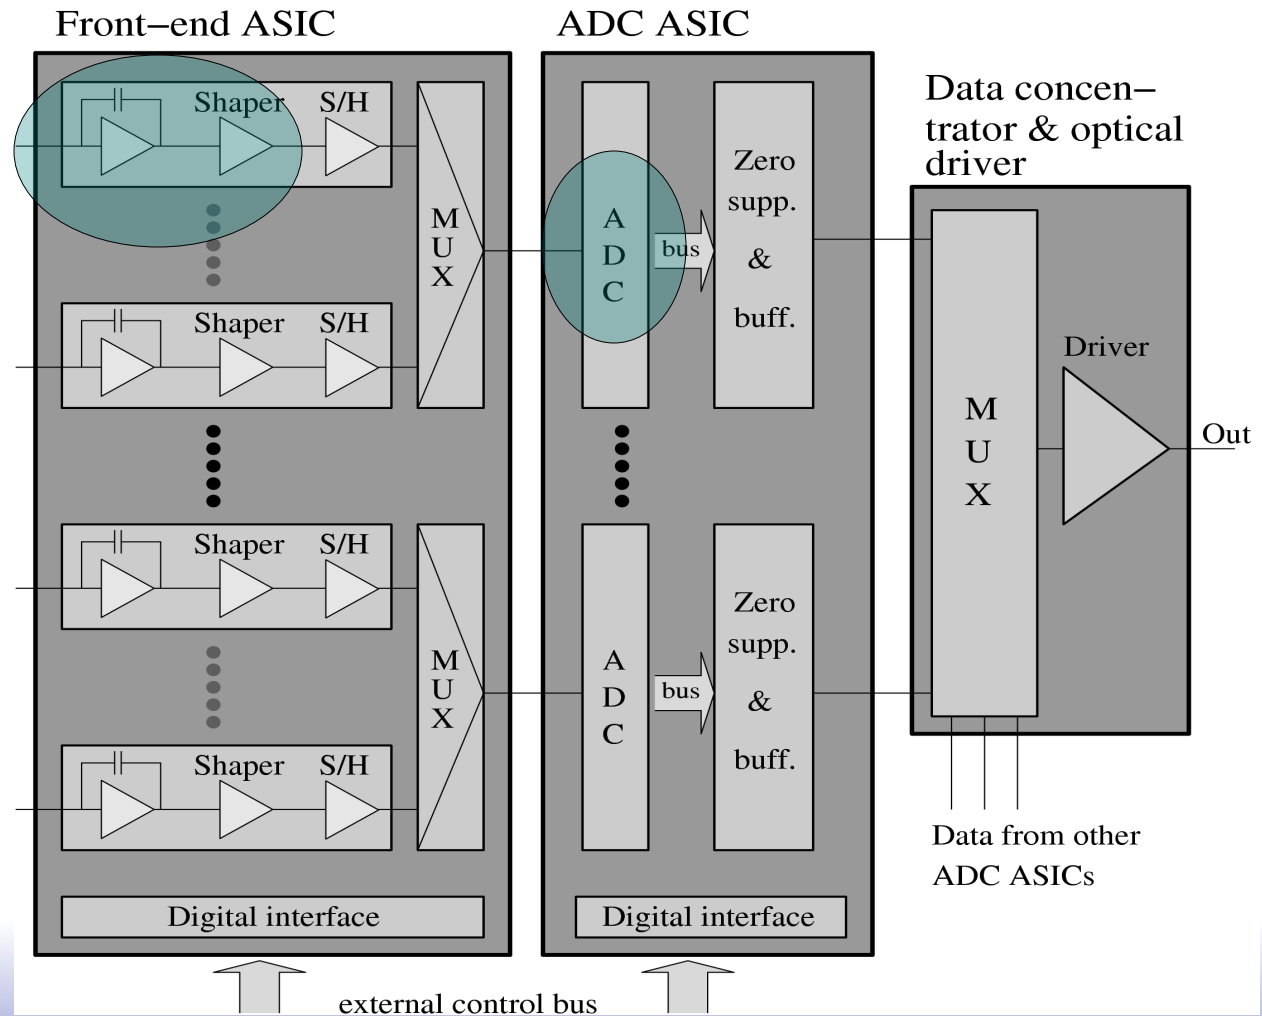 Front–end ASIC
ADC ASIC
Data concen–
trator & optical
driver
Shaper S/H
Shaper S/H
M
U
X
Shaper S/H
Shaper S/H
M
U
X
Digital interface
A
D
C
bus
Zero
supp.
&
buff.
A
D
C
bus
Zero
supp.
&
buff.
Digital interface
M
U
X
Driver
Out
Data from other
ADC ASICs
external control bus